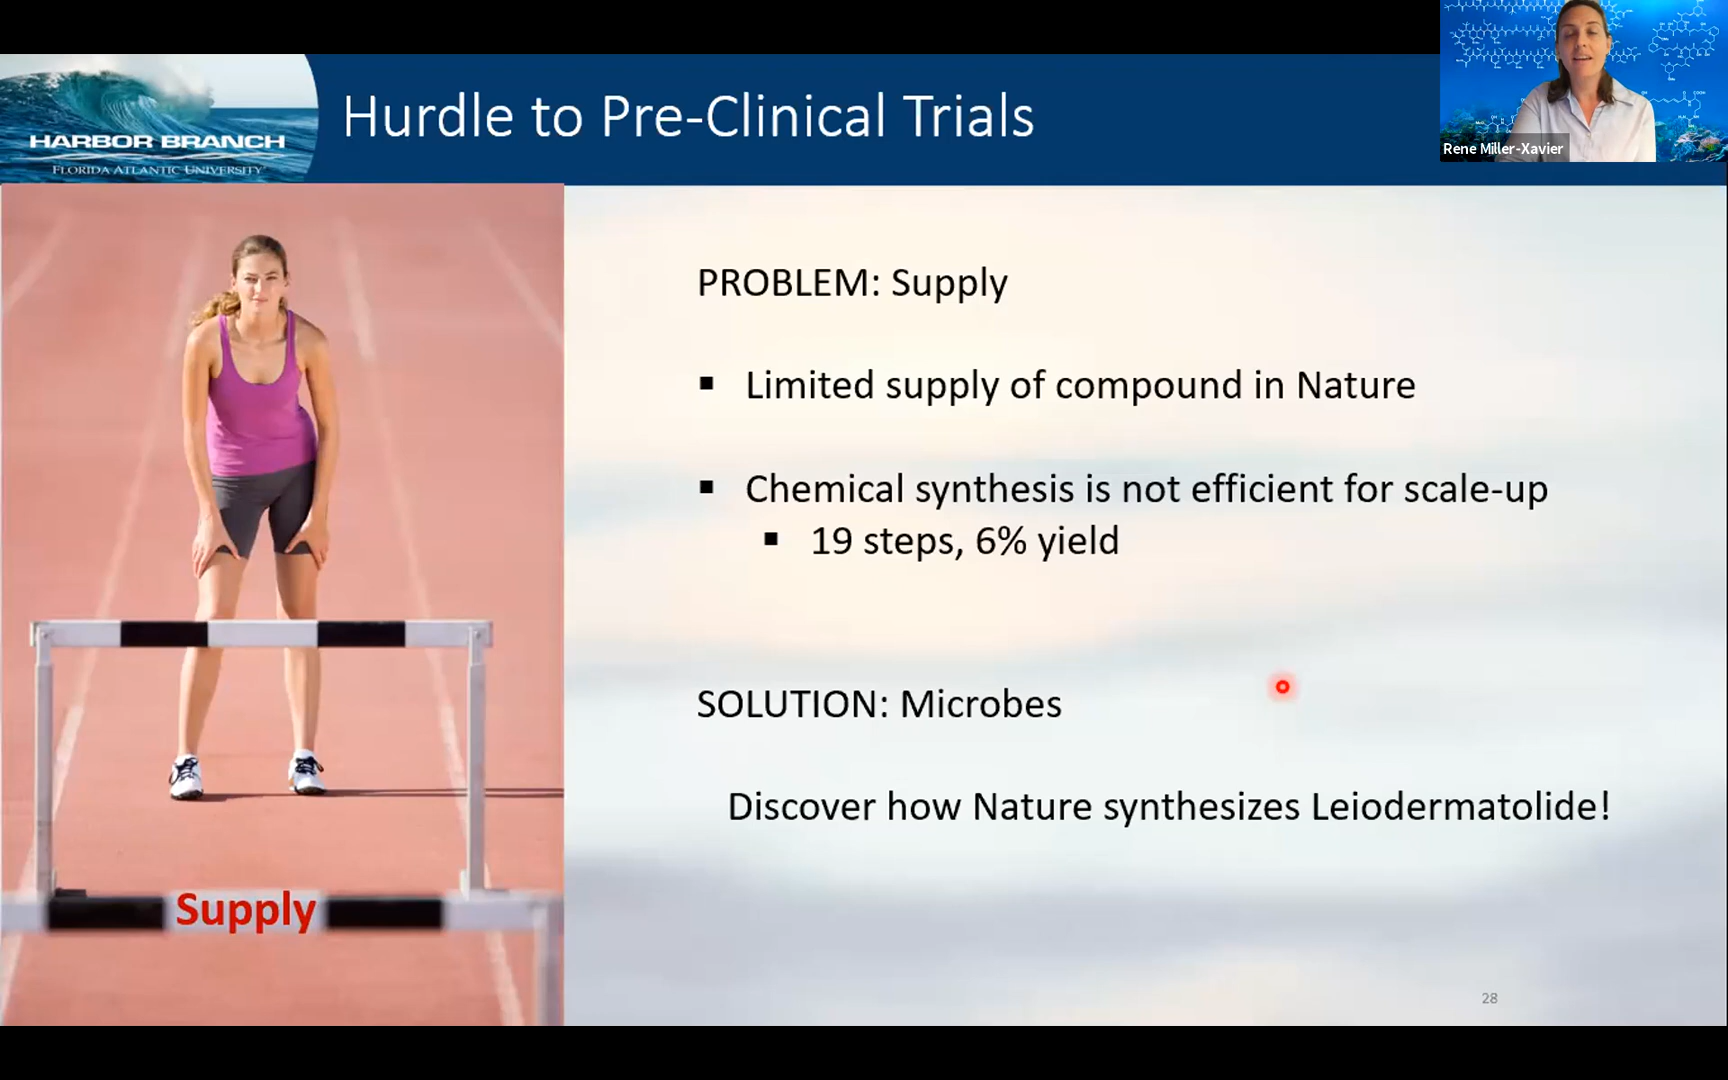 HARBOR BRANCH
FLORIDA ATLANTIC UNIVERSITY
Hurdle to Pre-Clinical Trials
Rene Miller-Xavier
PROBLEM: Supply
▪ Limited supply of compound in Nature
▪ Chemical synthesis is not efficient for scale-up
▪ 19 steps, 6% yield
SOLUTION: Microbes
Discover how Nature synthesizes Leiodermatolide!
Supply
28